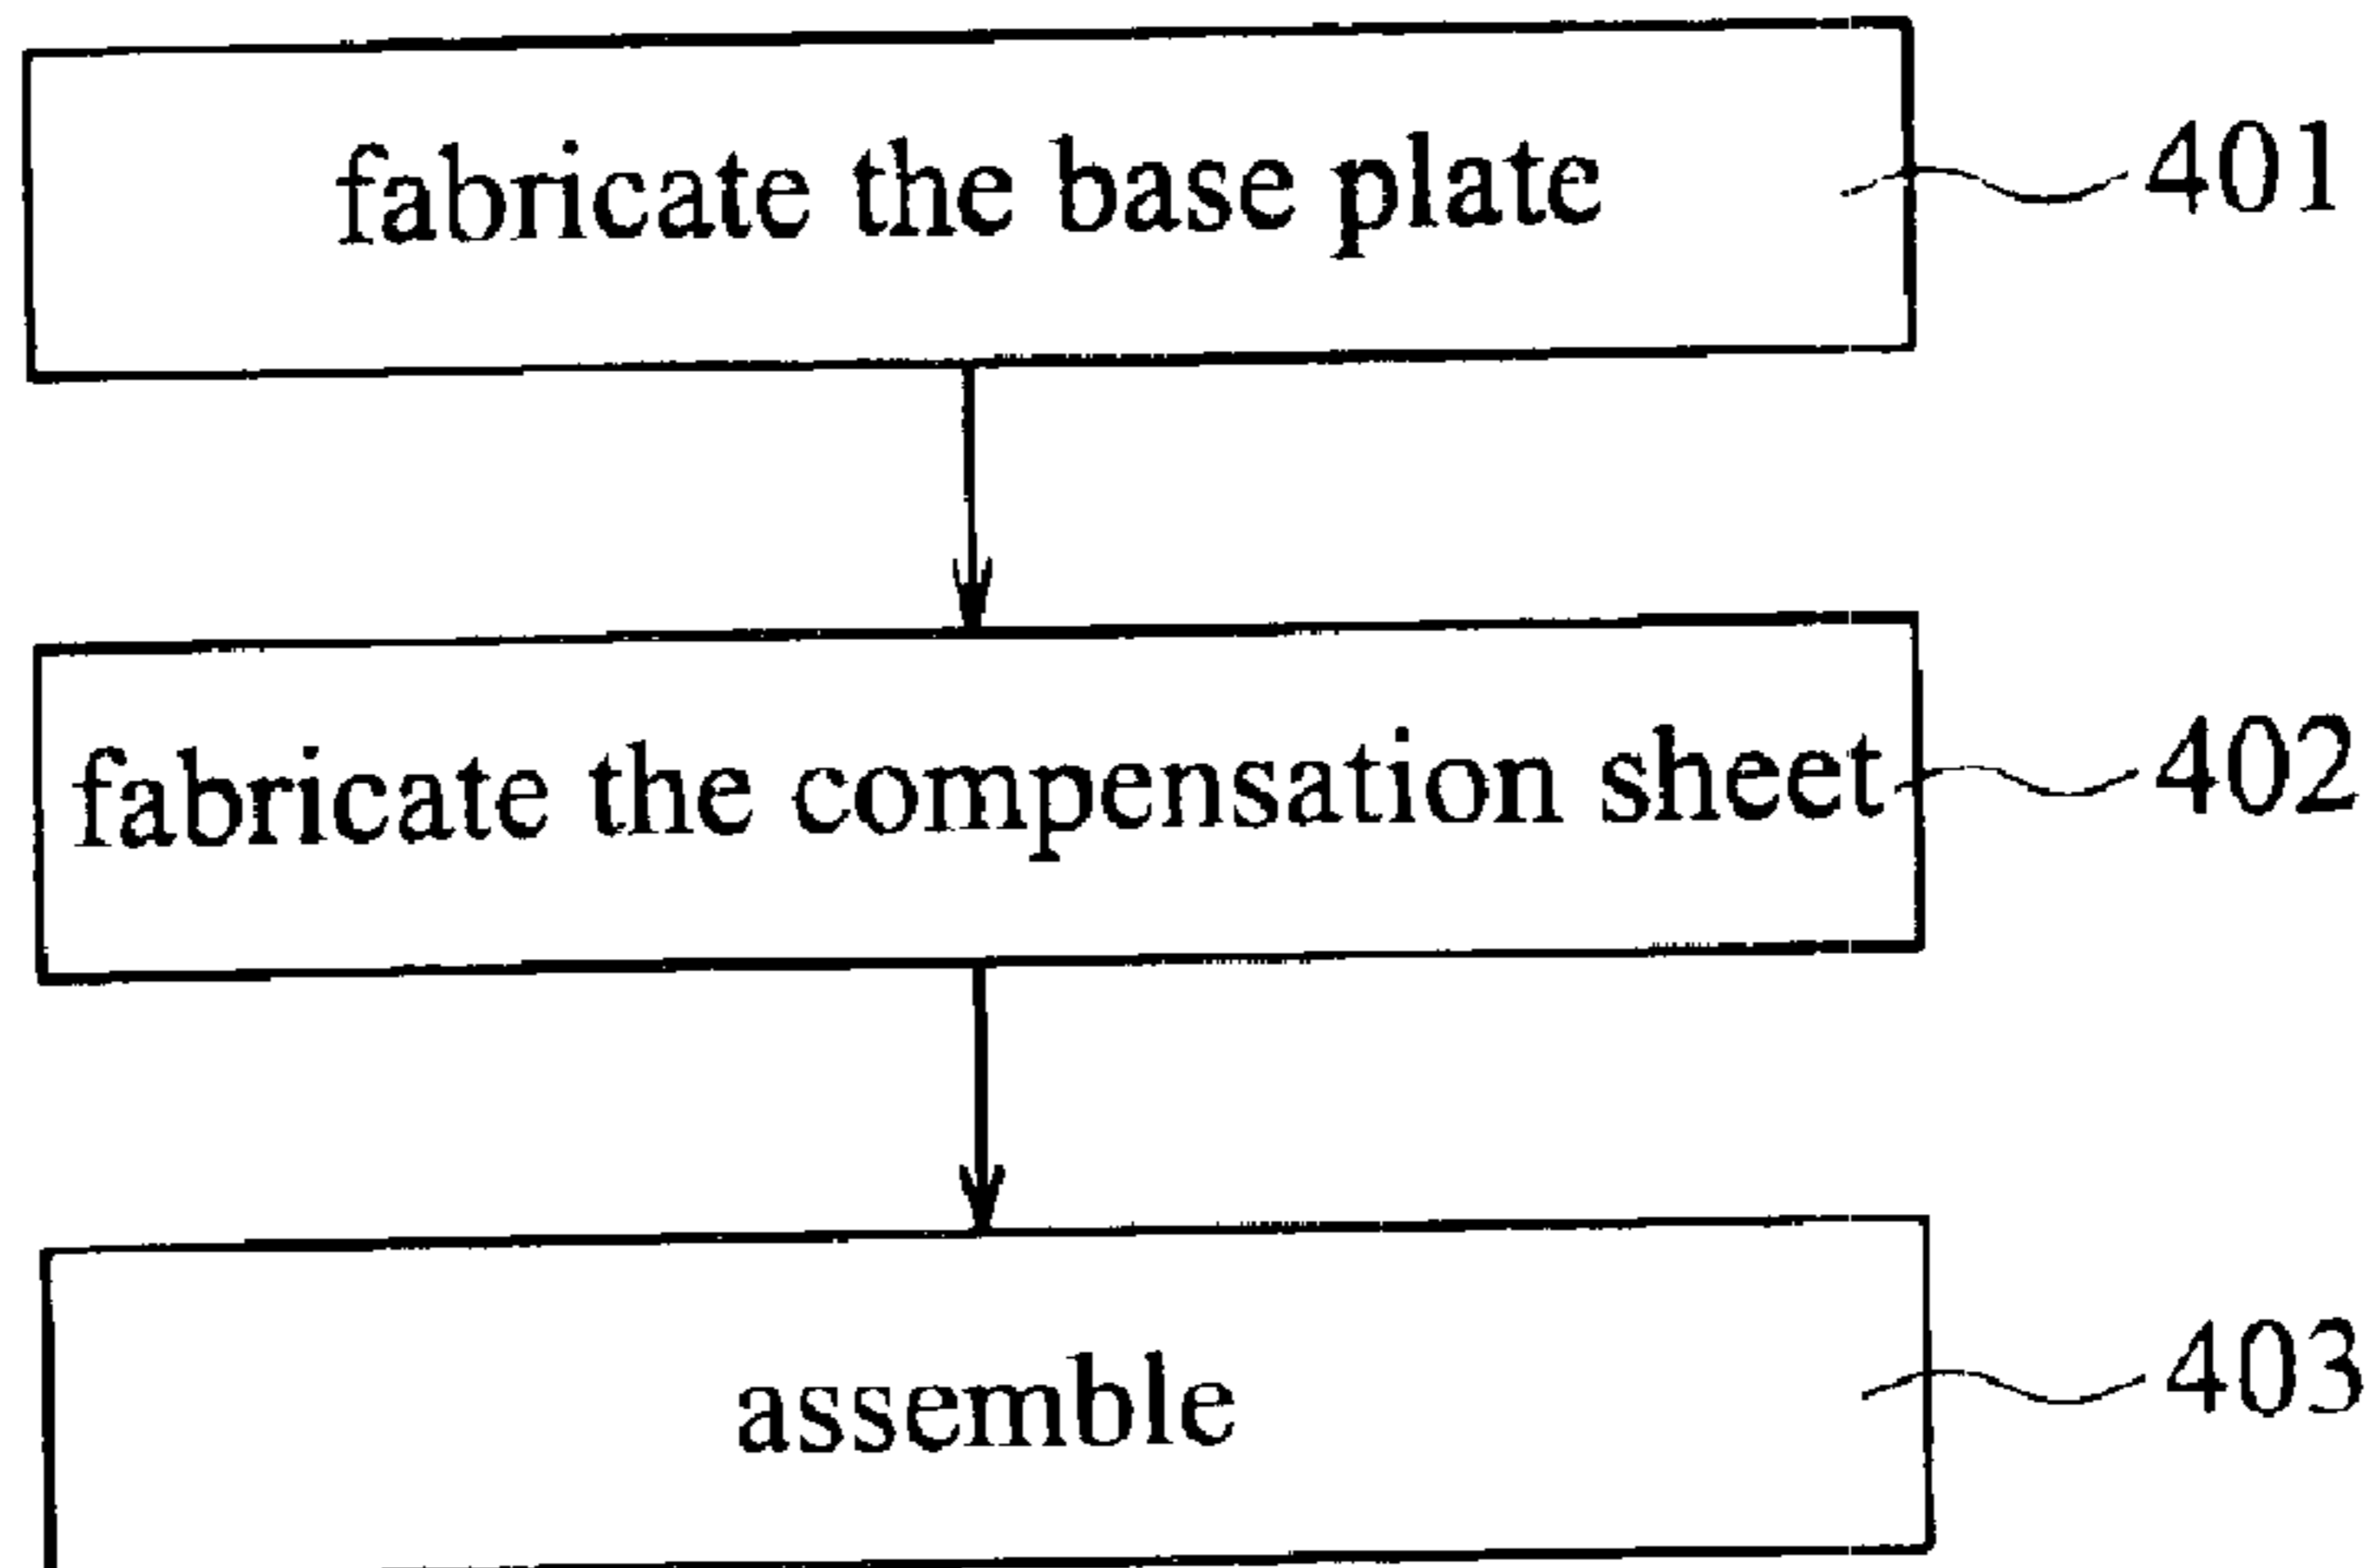 fabricate the base plate
401
fabricate the compensation sheet
402
assemble
403